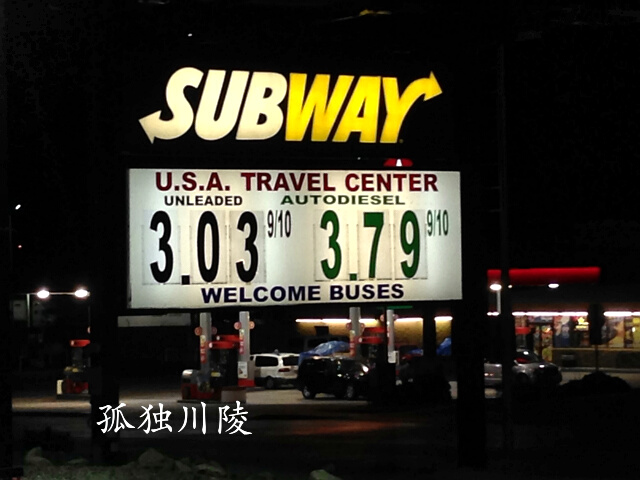 SUBWAY
U.S.A. TRAVEL CENTER
UNLEADED AUTODIESEL
3.03 9/10 3.79 9/10
WELCOME BUSES
孤独川陵